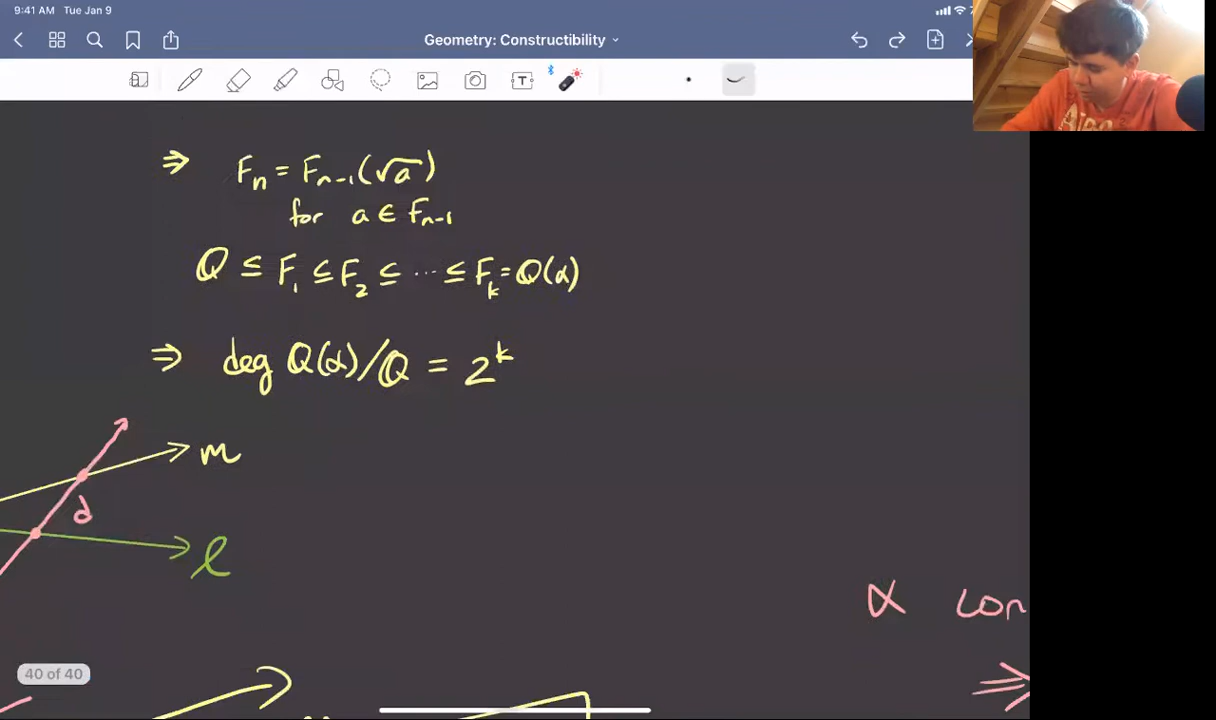 9:41 AM Tue Jan 9
Geometry: Constructibility
⇒ Fₙ = Fₙ₋₁(√a)
for a ∈ Fₙ₋₁
ℚ ≤ F₁ ≤ F₂ ≤ ⋯ ≤ Fₖ = ℚ(α)
⇒ deg ℚ(α)/ℚ = 2ᵏ
m
d
ℓ
α con
⇒
40 of 40